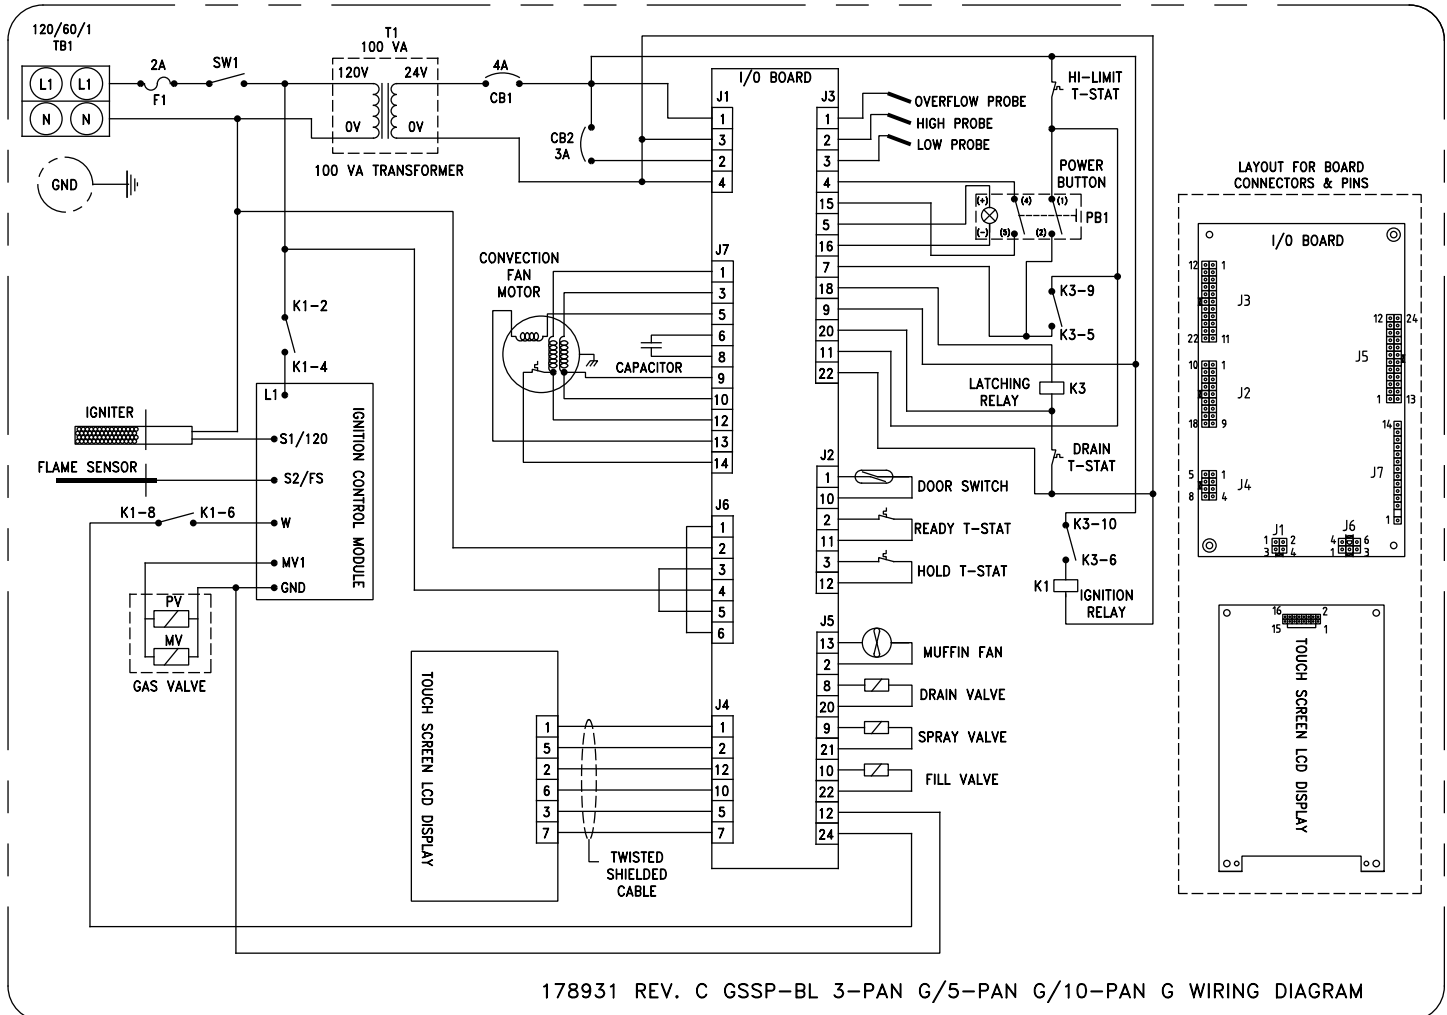 120/60/1
TB1
L1
L1
N
N
GND
2A
F1
SW1
T1
100 VA
120V
24V
0V
0V
100 VA TRANSFORMER
4A
CB1
CB2
3A
I/O BOARD
J1
1
3
2
4
J7
1
3
5
6
8
9
10
12
13
14
J6
1
2
3
4
5
6
J4
1
2
12
10
5
7
J3
1
2
3
4
15
5
16
7
18
9
20
11
22
J2
1
10
2
11
3
12
J5
13
2
8
20
9
21
10
22
12
24
OVERFLOW PROBE
HIGH PROBE
LOW PROBE
HI-LIMIT
T-STAT
POWER
BUTTON
(+)
(-)
(4)
(1)
(5)
(2)
PB1
K3-9
K3-5
LATCHING
RELAY
K3
DRAIN
T-STAT
K3-10
K3-6
K1
IGNITION
RELAY
DOOR SWITCH
READY T-STAT
HOLD T-STAT
MUFFIN FAN
DRAIN VALVE
SPRAY VALVE
FILL VALVE
CONVECTION
FAN
MOTOR
CAPACITOR
K1-2
K1-4
L1
IGNITION CONTROL MODULE
IGNITER
S1/120
FLAME SENSOR
S2/FS
K1-8
K1-6
W
MV1
GND
PV
MV
GAS VALVE
TOUCH SCREEN LCD DISPLAY
1
5
2
6
3
7
TWISTED
SHIELDED
CABLE
LAYOUT FOR BOARD
CONNECTORS & PINS
I/O BOARD
12
1
J3
22
11
10
1
J2
18
9
5
1
J4
8
4
12
24
J5
1
13
14
J7
1
J1
1
2
3
4
J6
4
6
1
3
16
2
15
1
TOUCH SCREEN LCD DISPLAY
178931 REV. C GSSP-BL 3-PAN G/5-PAN G/10-PAN G WIRING DIAGRAM